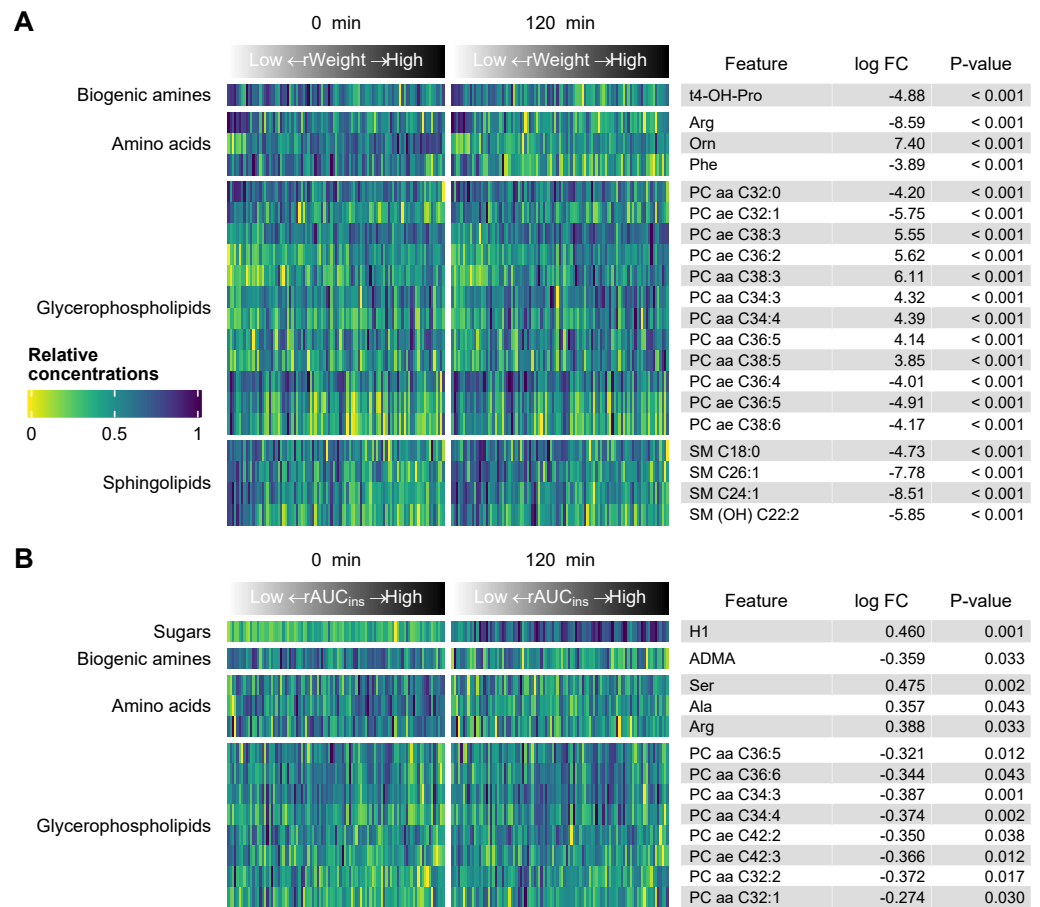 A
0 min 120 min
Low ←rWeight →High Low ←rWeight →High
Feature log FC P-value
Biogenic amines
t4-OH-Pro -4.88 < 0.001
Amino acids
Arg -8.59 < 0.001
Orn 7.40 < 0.001
Phe -3.89 < 0.001
Glycerophospholipids
PC aa C32:0 -4.20 < 0.001
PC ae C32:1 -5.75 < 0.001
PC ae C38:3 5.55 < 0.001
PC ae C36:2 5.62 < 0.001
PC aa C38:3 6.11 < 0.001
PC aa C34:3 4.32 < 0.001
PC aa C34:4 4.39 < 0.001
PC aa C36:5 4.14 < 0.001
PC aa C38:5 3.85 < 0.001
PC ae C36:4 -4.01 < 0.001
PC ae C36:5 -4.91 < 0.001
PC ae C38:6 -4.17 < 0.001
Relative
concentrations
0 0.5 1
Sphingolipids
SM C18:0 -4.73 < 0.001
SM C26:1 -7.78 < 0.001
SM C24:1 -8.51 < 0.001
SM (OH) C22:2 -5.85 < 0.001
B
0 min 120 min
Low ←rAUCins →High Low ←rAUCins →High
Feature log FC P-value
Sugars
H1 0.460 0.001
Biogenic amines
ADMA -0.359 0.033
Amino acids
Ser 0.475 0.002
Ala 0.357 0.043
Arg 0.388 0.033
Glycerophospholipids
PC aa C36:5 -0.321 0.012
PC aa C36:6 -0.344 0.043
PC aa C34:3 -0.387 0.001
PC aa C34:4 -0.374 0.002
PC ae C42:2 -0.350 0.038
PC ae C42:3 -0.366 0.012
PC aa C32:2 -0.372 0.017
PC aa C32:1 -0.274 0.030